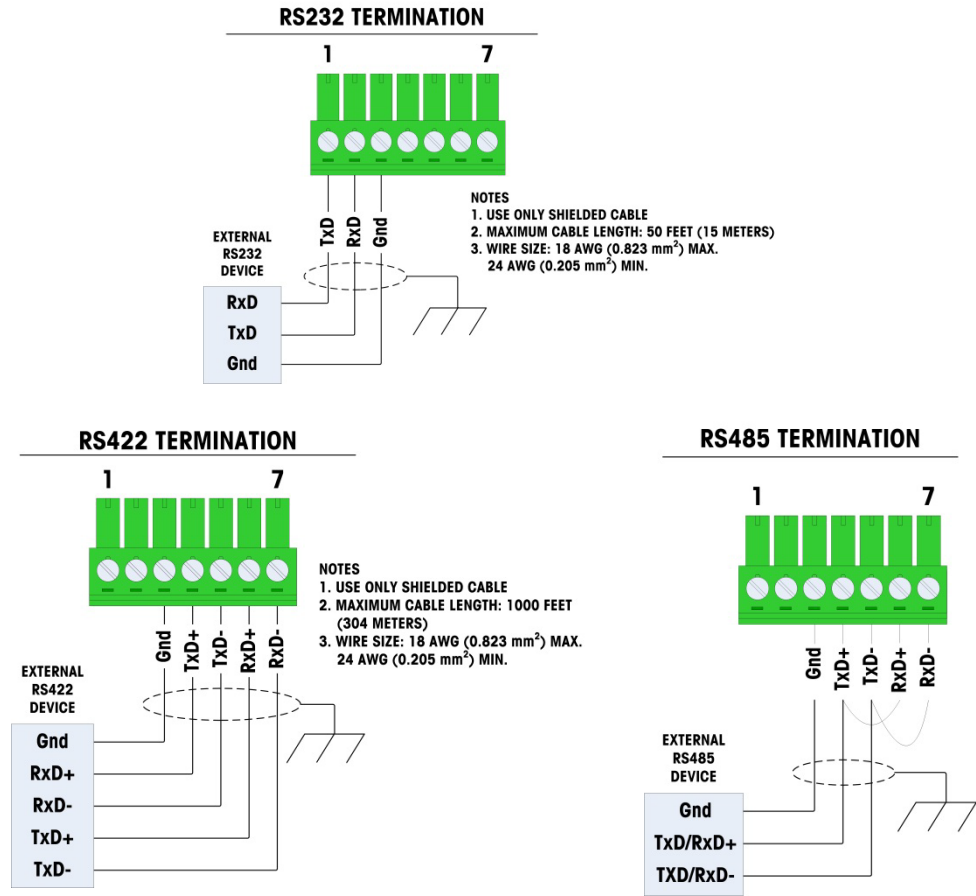 RS232 TERMINATION
1 7
TxD
RxD
Gnd
NOTES
1. USE ONLY SHIELDED CABLE
2. MAXIMUM CABLE LENGTH: 50 FEET (15 METERS)
3. WIRE SIZE: 18 AWG (0.823 mm²) MAX.
24 AWG (0.205 mm²) MIN.
EXTERNAL
RS232
DEVICE
RxD
TxD
Gnd
RS422 TERMINATION
1 7
Gnd
TxD+
TxD-
RxD+
RxD-
NOTES
1. USE ONLY SHIELDED CABLE
2. MAXIMUM CABLE LENGTH: 1000 FEET
(304 METERS)
3. WIRE SIZE: 18 AWG (0.823 mm²) MAX.
24 AWG (0.205 mm²) MIN.
EXTERNAL
RS422
DEVICE
Gnd
RxD+
RxD-
TxD+
TxD-
RS485 TERMINATION
1 7
Gnd
TxD+
TxD-
RxD+
RxD-
EXTERNAL
RS485
DEVICE
Gnd
TxD/RxD+
TXD/RxD-